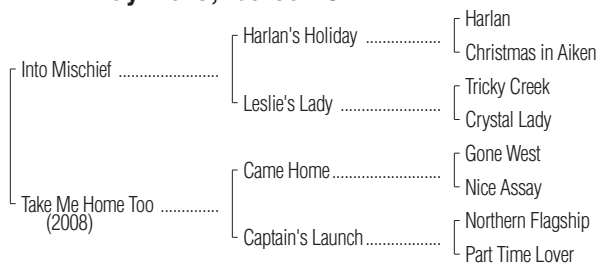 Harlan
Harlan's Holiday ..................
Christmas in Aiken
Into Mischief ........................
Tricky Creek
Leslie's Lady ........................
Crystal Lady
Gone West
Came Home..........................
Nice Assay
Take Me Home Too ..............
(2008)
Northern Flagship
Captain's Launch..................
Part Time Lover